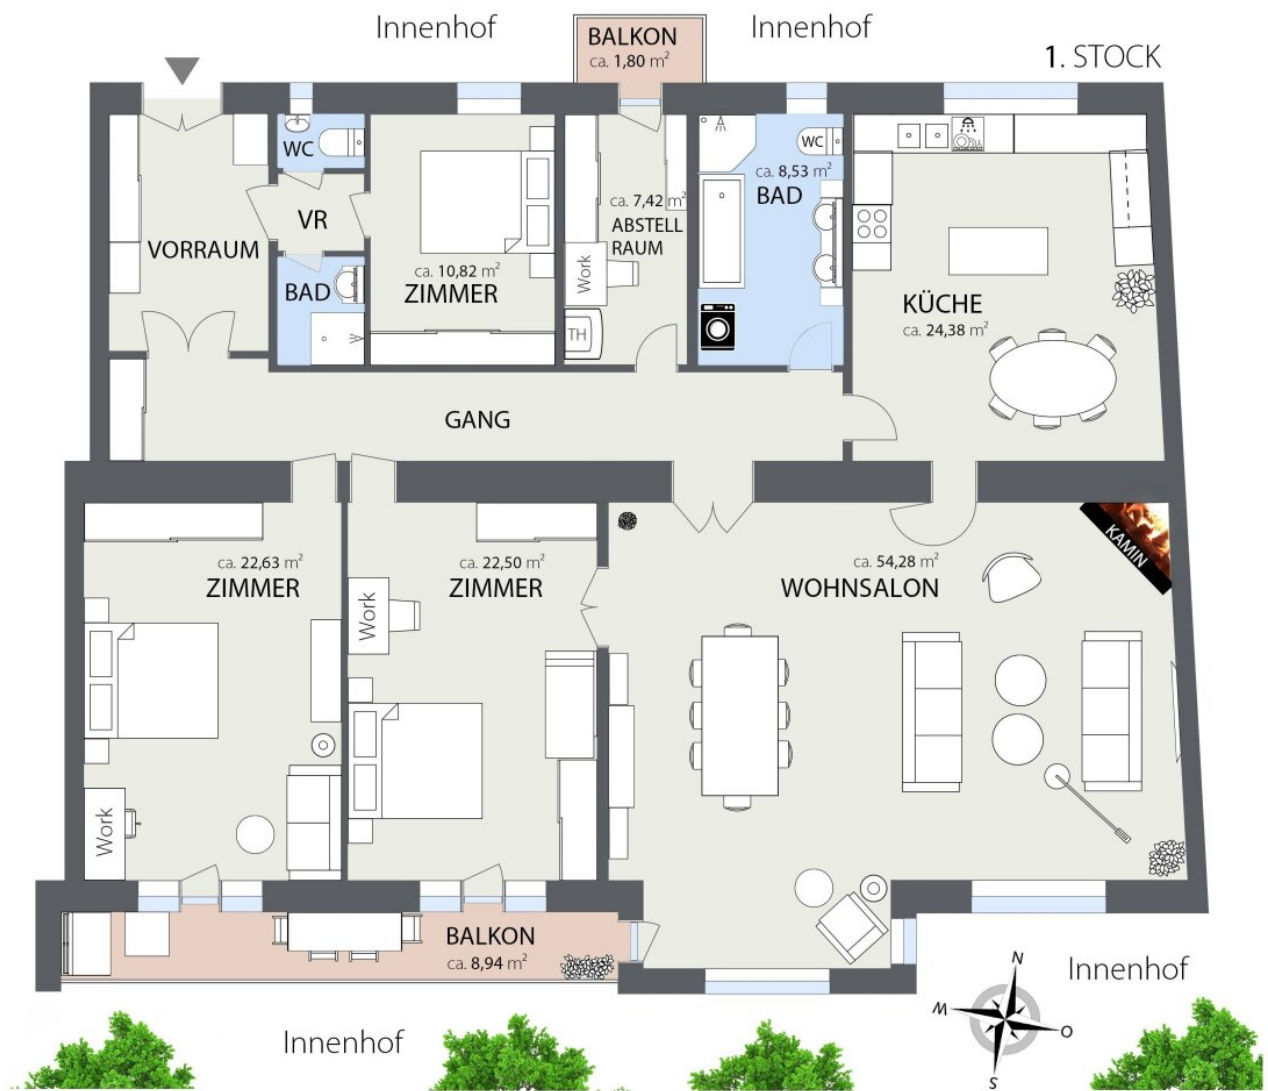 Innenhof
BALKON
ca. 1,80 m²
Innenhof
1. STOCK
WC
WC
ca. 8,53 m²
BAD
ca. 7,42 m²
ABSTELL
RAUM
VR
VORRAUM
Work
ca. 10,82 m²
ZIMMER
BAD
KÜCHE
ca. 24,38 m²
TH
GANG
KAMIN
ca. 22,63 m²
ZIMMER
ca. 22,50 m²
ZIMMER
ca. 54,28 m²
WOHNSALON
Work
Work
BALKON
ca. 8,94 m²
N
Innenhof
W
O
Innenhof
S